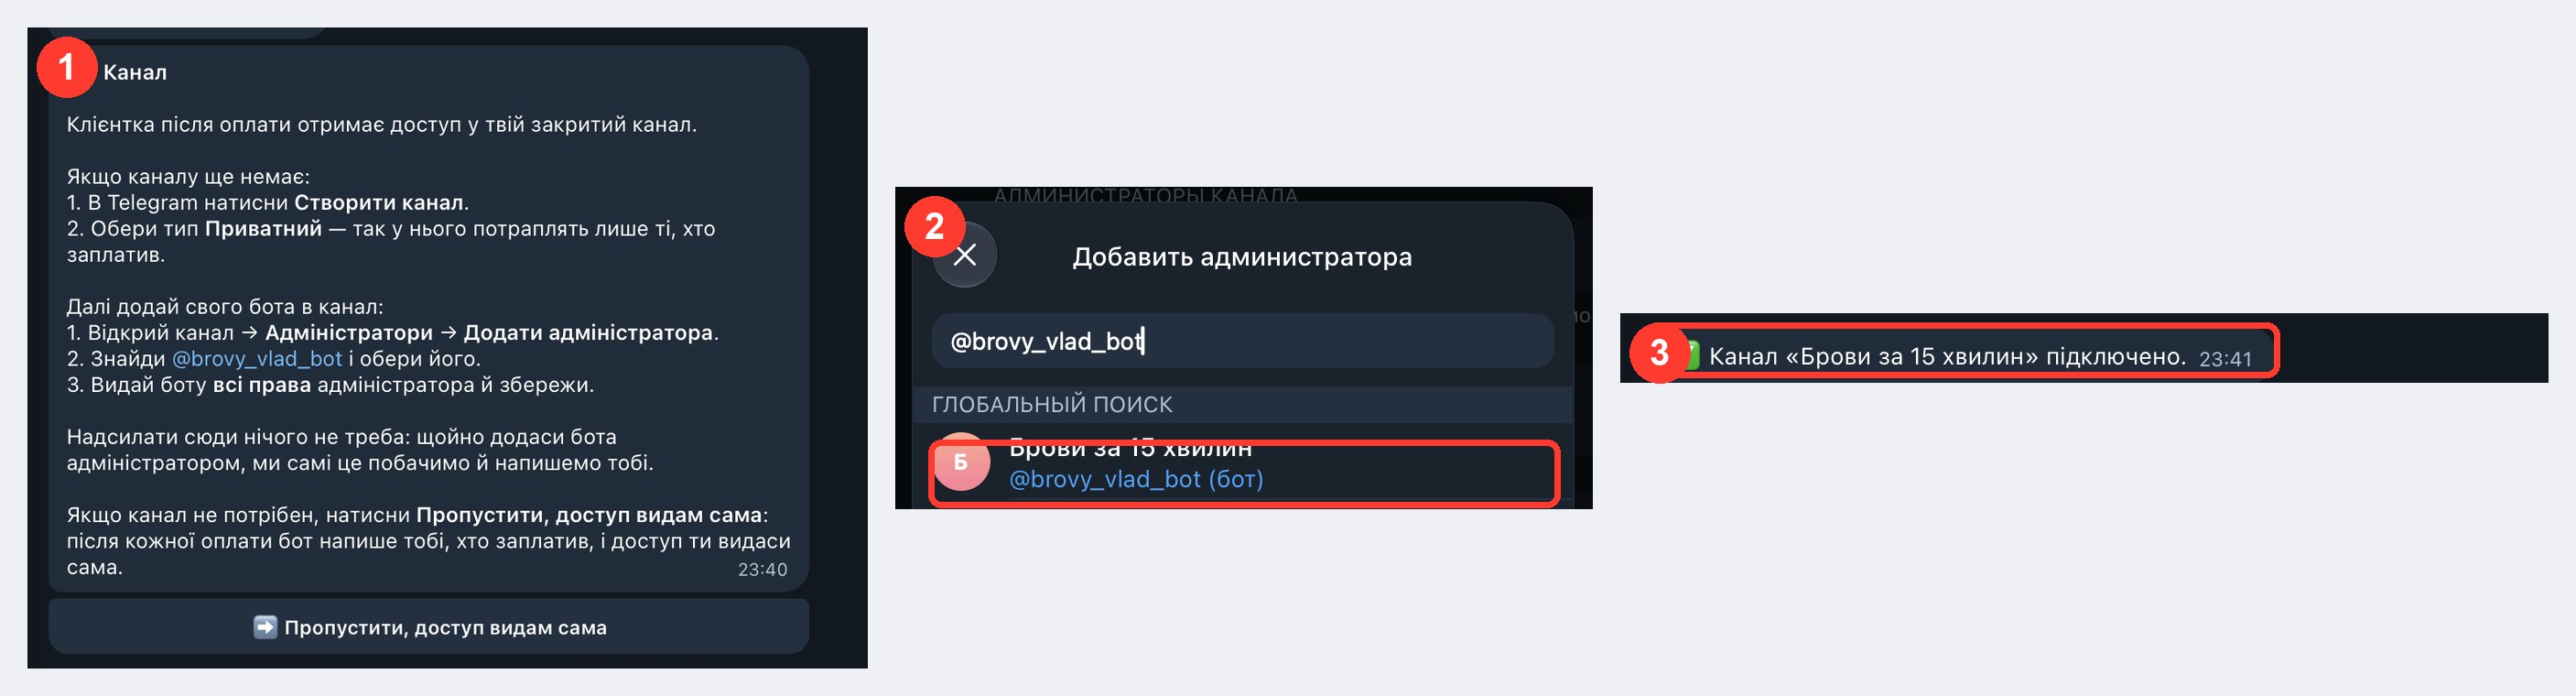 1
Канал
Клієнтка після оплати отримає доступ у твій закритий канал.
Якщо каналу ще немає:
1. В Telegram натисни Створити канал.
2. Обери тип Приватний — так у нього потраплять лише ті, хто
заплатив.
Далі додай свого бота в канал:
1. Відкрий канал → Адміністратори → Додати адміністратора.
2. Знайди @brovy_vlad_bot і обери його.
3. Видай боту всі права адміністратора й збережи.
Надсилати сюди нічого не треба: щойно додаси бота
адміністратором, ми самі це побачимо й напишемо тобі.
Якщо канал не потрібен, натисни Пропустити, доступ видам сама:
після кожної оплати бот напише тобі, хто заплатив, і доступ ти видаси
сама.
23:40
➡️ Пропустити, доступ видам сама
2
АДМИНИСТРАТОРЫ КАНАЛА
Добавить администратора
@brovy_vlad_bot
ГЛОБАЛЬНЫЙ ПОИСК
Б
Брови за 15 хвилин
@brovy_vlad_bot (бот)
3
Канал «Брови за 15 хвилин» підключено. 23:41